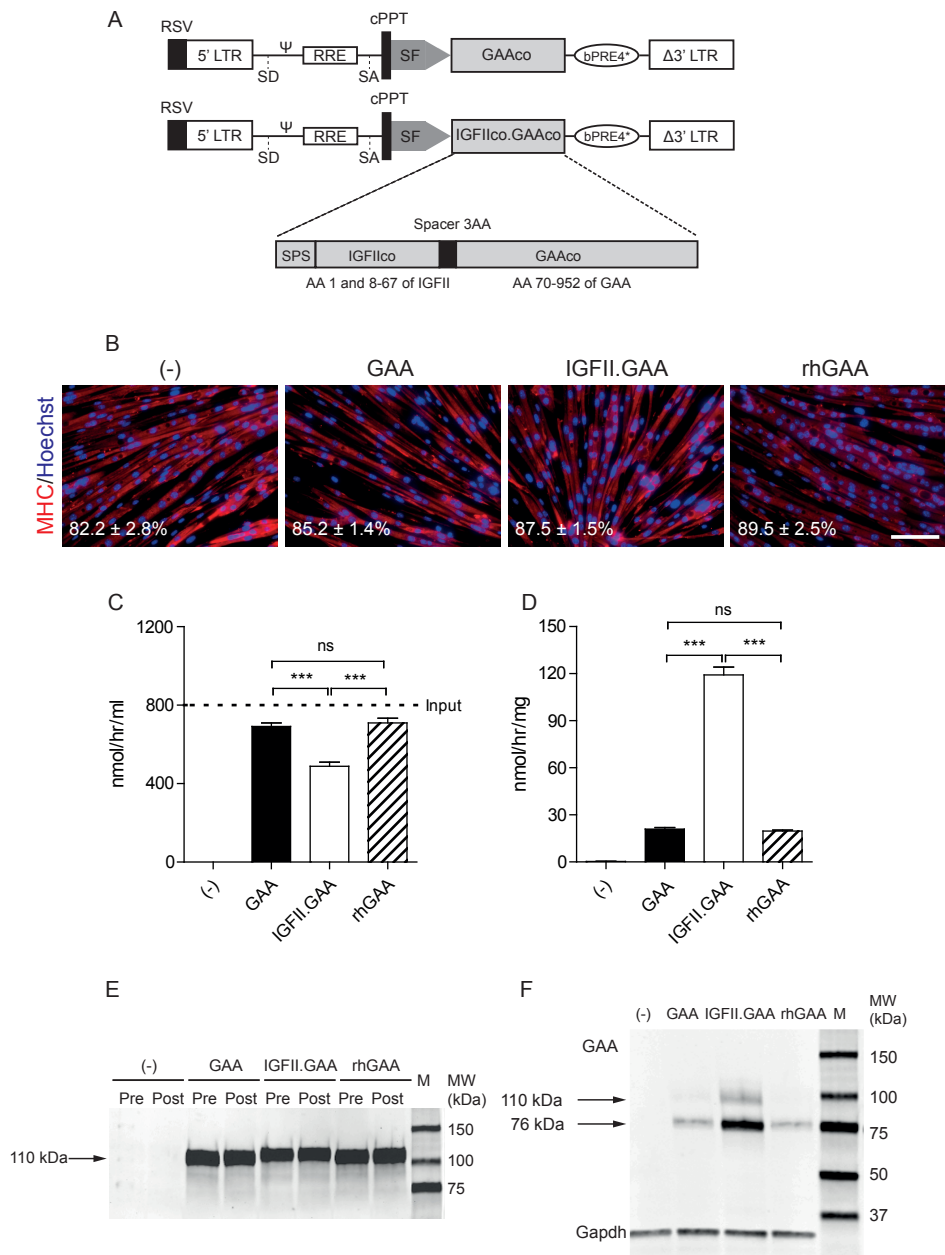 A
RSV
cPPT
5' LTR
Ψ
RRE
SF
GAAco
bPRE4*
Δ3' LTR
SD
SA
RSV
cPPT
5' LTR
Ψ
RRE
SF
IGFIIco.GAAco
bPRE4*
Δ3' LTR
SD
SA
Spacer 3AA
SPS
IGFIIco
GAAco
AA 1 and 8-67 of IGFII
AA 70-952 of GAA
B
(-)
GAA
IGFII.GAA
rhGAA
MHC/Hoechst
82.2 ± 2.8%
85.2 ± 1.4%
87.5 ± 1.5%
89.5 ± 2.5%
C
nmol/hr/ml
1200
800
400
0
ns
***
***
Input
(-)
GAA
IGFII.GAA
rhGAA
D
nmol/hr/mg
150
120
90
60
30
0
ns
***
***
(-)
GAA
IGFII.GAA
rhGAA
E
(-)
GAA
IGFII.GAA
rhGAA
M
MW
(kDa)
Pre Post Pre Post Pre Post Pre Post
110 kDa
150
100
75
F
(-) GAA IGFII.GAA rhGAA M
MW
(kDa)
GAA
110 kDa
76 kDa
150
100
75
50
37
Gapdh